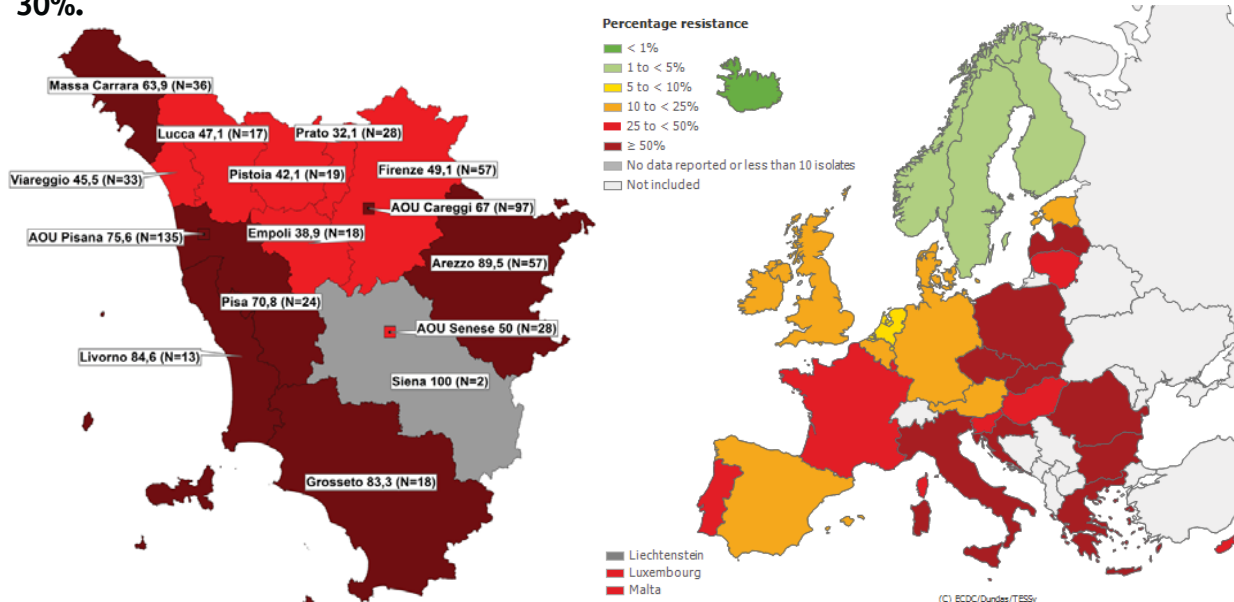 30%.
Massa Carrara 63,9 (N=36)
Lucca 47,1 (N=17)
Prato 32,1 (N=28)
Viareggio 45,5 (N=33)
Pistoia 42,1 (N=19)
Firenze 49,1 (N=57)
AOU Careggi 67 (N=97)
AOU Pisana 75,6 (N=135)
Empoli 38,9 (N=18)
Arezzo 89,5 (N=57)
Pisa 70,8 (N=24)
AOU Senese 50 (N=28)
Livorno 84,6 (N=13)
Siena 100 (N=2)
Grosseto 83,3 (N=18)
Percentage resistance
< 1%
1 to < 5%
5 to < 10%
10 to < 25%
25 to < 50%
≥ 50%
No data reported or less than 10 isolates
Not included
Liechtenstein
Luxembourg
Malta
(C) ECDC/Dundas/TESSy